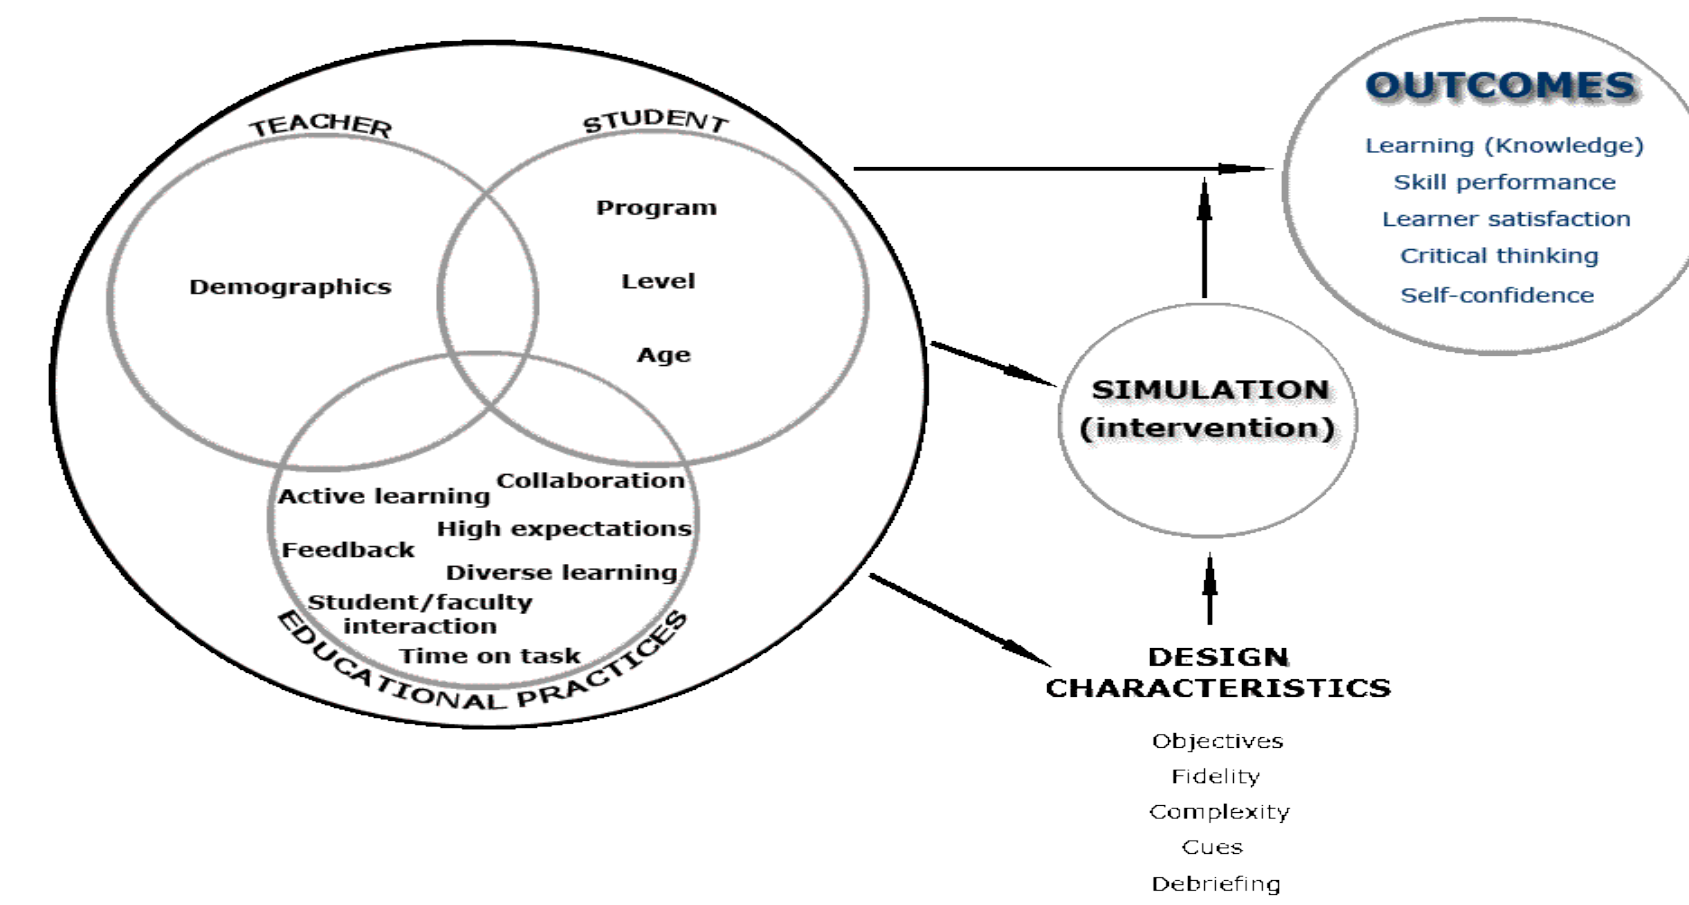 TEACHER
Demographics
STUDENT
Program
Level
Age
Active learning
Collaboration
High expectations
Feedback
Diverse learning
Student/faculty
interaction
Time on task
EDUCATIONAL PRACTICES
OUTCOMES
Learning (Knowledge)
Skill performance
Learner satisfaction
Critical thinking
Self-confidence
SIMULATION
(intervention)
DESIGN
CHARACTERISTICS
Objectives
Fidelity
Complexity
Cues
Debriefing